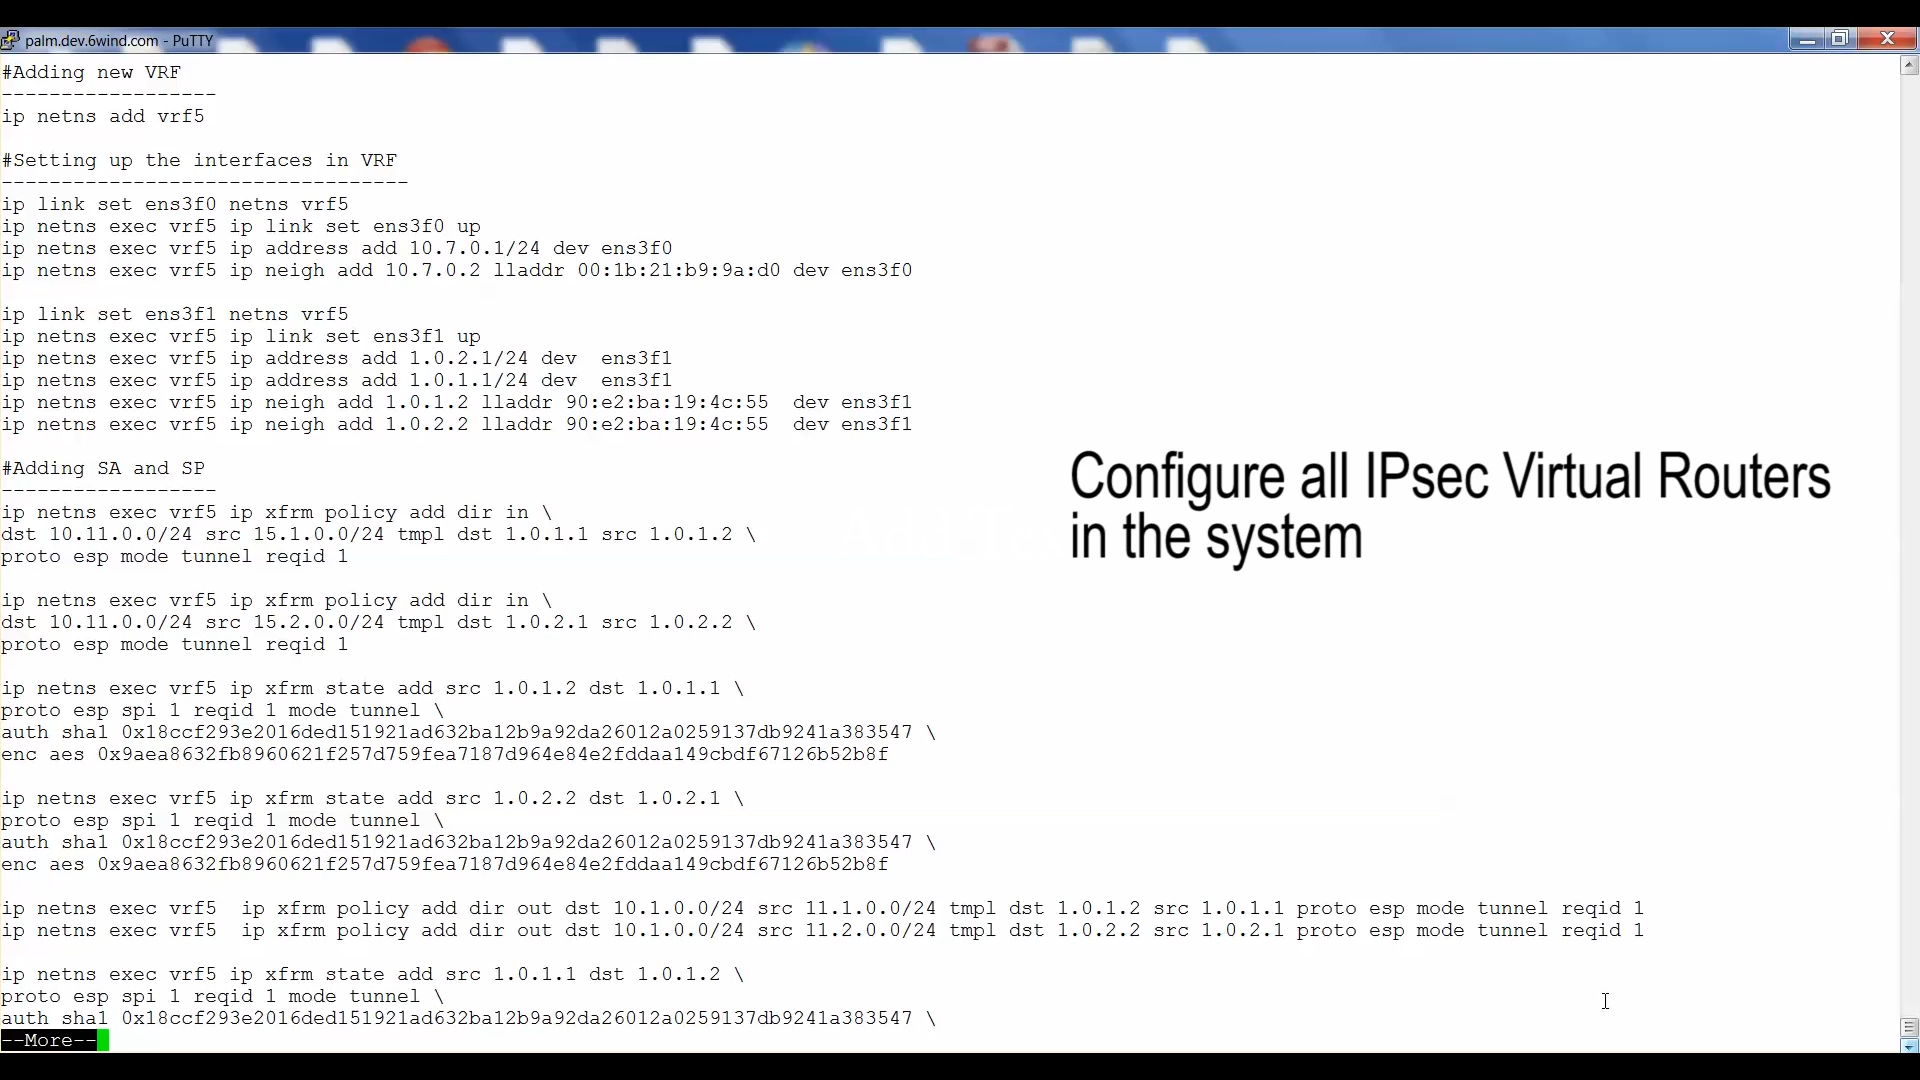 palm.dev.6wind.com - PuTTY
#Adding new VRF
------------------
ip netns add vrf5
#Setting up the interfaces in VRF
----------------------------------
ip link set ens3f0 netns vrf5
ip netns exec vrf5 ip link set ens3f0 up
ip netns exec vrf5 ip address add 10.7.0.1/24 dev ens3f0
ip netns exec vrf5 ip neigh add 10.7.0.2 lladdr 00:1b:21:b9:9a:d0 dev ens3f0
ip link set ens3f1 netns vrf5
ip netns exec vrf5 ip link set ens3f1 up
ip netns exec vrf5 ip address add 1.0.2.1/24 dev  ens3f1
ip netns exec vrf5 ip address add 1.0.1.1/24 dev  ens3f1
ip netns exec vrf5 ip neigh add 1.0.1.2 lladdr 90:e2:ba:19:4c:55  dev ens3f1
ip netns exec vrf5 ip neigh add 1.0.2.2 lladdr 90:e2:ba:19:4c:55  dev ens3f1
#Adding SA and SP
------------------
ip netns exec vrf5 ip xfrm policy add dir in \
dst 10.11.0.0/24 src 15.1.0.0/24 tmpl dst 1.0.1.1 src 1.0.1.2 \
proto esp mode tunnel reqid 1
ip netns exec vrf5 ip xfrm policy add dir in \
dst 10.11.0.0/24 src 15.2.0.0/24 tmpl dst 1.0.2.1 src 1.0.2.2 \
proto esp mode tunnel reqid 1
ip netns exec vrf5 ip xfrm state add src 1.0.1.2 dst 1.0.1.1 \
proto esp spi 1 reqid 1 mode tunnel \
auth sha1 0x18ccf293e2016ded151921ad632ba12b9a92da26012a0259137db9241a383547 \
enc aes 0x9aea8632fb8960621f257d759fea7187d964e84e2fddaa149cbdf67126b52b8f
ip netns exec vrf5 ip xfrm state add src 1.0.2.2 dst 1.0.2.1 \
proto esp spi 1 reqid 1 mode tunnel \
auth sha1 0x18ccf293e2016ded151921ad632ba12b9a92da26012a0259137db9241a383547 \
enc aes 0x9aea8632fb8960621f257d759fea7187d964e84e2fddaa149cbdf67126b52b8f
ip netns exec vrf5  ip xfrm policy add dir out dst 10.1.0.0/24 src 11.1.0.0/24 tmpl dst 1.0.1.2 src 1.0.1.1 proto esp mode tunnel reqid 1
ip netns exec vrf5  ip xfrm policy add dir out dst 10.1.0.0/24 src 11.2.0.0/24 tmpl dst 1.0.2.2 src 1.0.2.1 proto esp mode tunnel reqid 1
ip netns exec vrf5 ip xfrm state add src 1.0.1.1 dst 1.0.1.2 \
proto esp spi 1 reqid 1 mode tunnel \
auth sha1 0x18ccf293e2016ded151921ad632ba12b9a92da26012a0259137db9241a383547 \
--More--
Configure all IPsec Virtual Routers
in the system